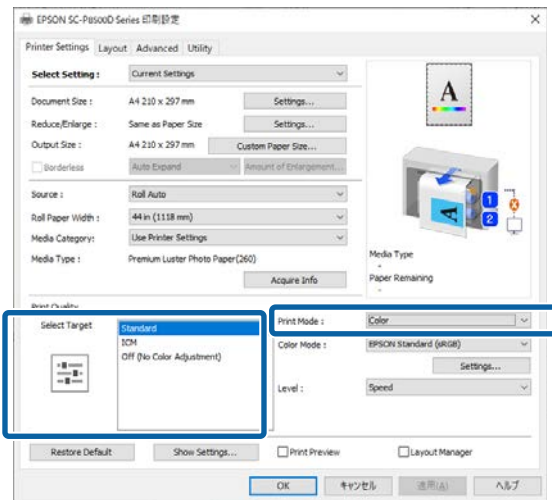 EPSON SC-P8500D Series 印刷設定
Printer Settings Layout Advanced Utility
Select Setting : Current Settings
Document Size : A4 210 x 297 mm Settings...
Reduce/Enlarge : Same as Paper Size Settings...
Output Size : A4 210 x 297 mm Custom Paper Size...
Borderless Auto Expand Amount of Enlargement...
Source : Roll Auto
Roll Paper Width : 44 in (1118 mm)
Media Category: Use Printer Settings
Media Type : Premium Luster Photo Paper(260)
Acquire Info
A
A
1
2
Media Type
-
Paper Remaining
-
Print Quality
Select Target
Standard
ICM
Off (No Color Adjustment)
Print Mode : Color
Color Mode : EPSON Standard (sRGB)
Settings...
Level : Speed
Restore Default Show Settings... Print Preview Layout Manager
OK キャンセル 適用(A) ヘルプ